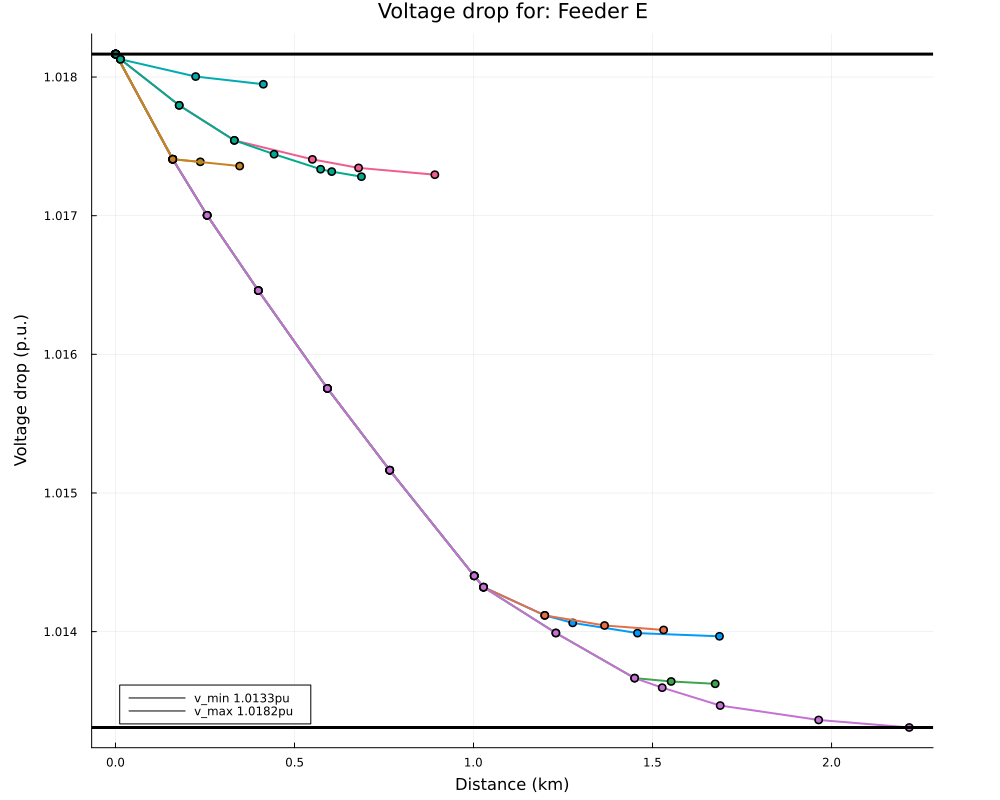 Voltage drop for: Feeder E
Voltage drop (p.u.)
1.018
1.017
1.016
1.015
1.014
v_min 1.0133pu
v_max 1.0182pu
0.0 0.5 1.0 1.5 2.0
Distance (km)